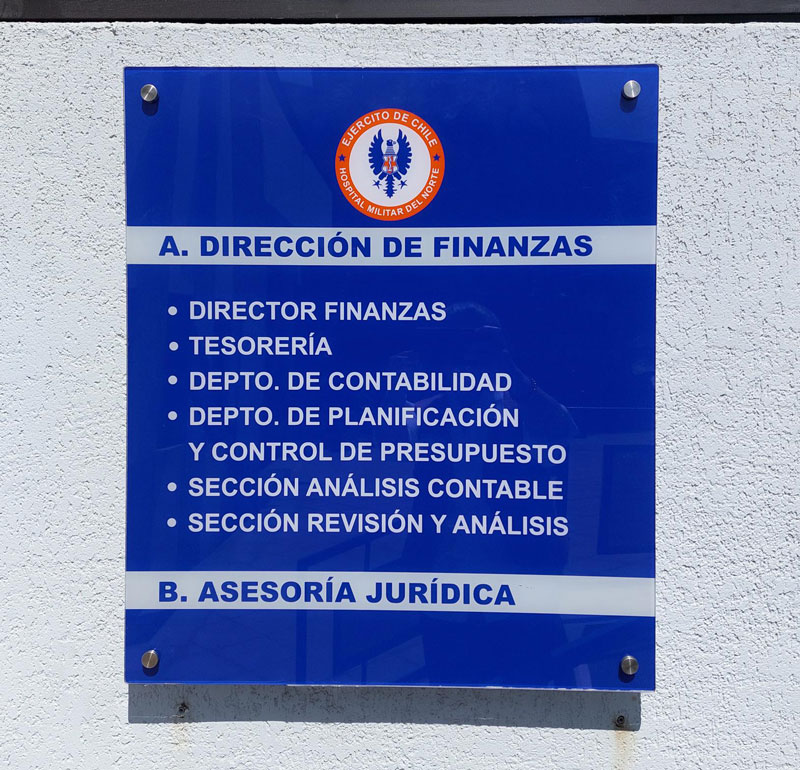 EJERCITO DE CHILE
HOSPITAL MILITAR DEL NORTE
A. DIRECCIÓN DE FINANZAS
• DIRECTOR FINANZAS
• TESORERÍA
• DEPTO. DE CONTABILIDAD
• DEPTO. DE PLANIFICACIÓN
Y CONTROL DE PRESUPUESTO
• SECCIÓN ANÁLISIS CONTABLE
• SECCIÓN REVISIÓN Y ANÁLISIS
B. ASESORÍA JURÍDICA